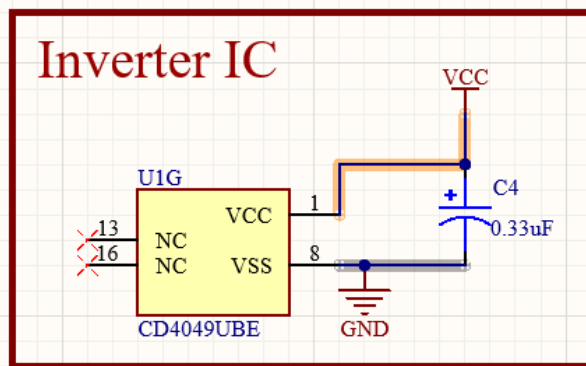 Inverter IC
VCC
U1G
VCC 1
C4
0.33uF
13 NC
16 NC
VSS 8
CD4049UBE
GND